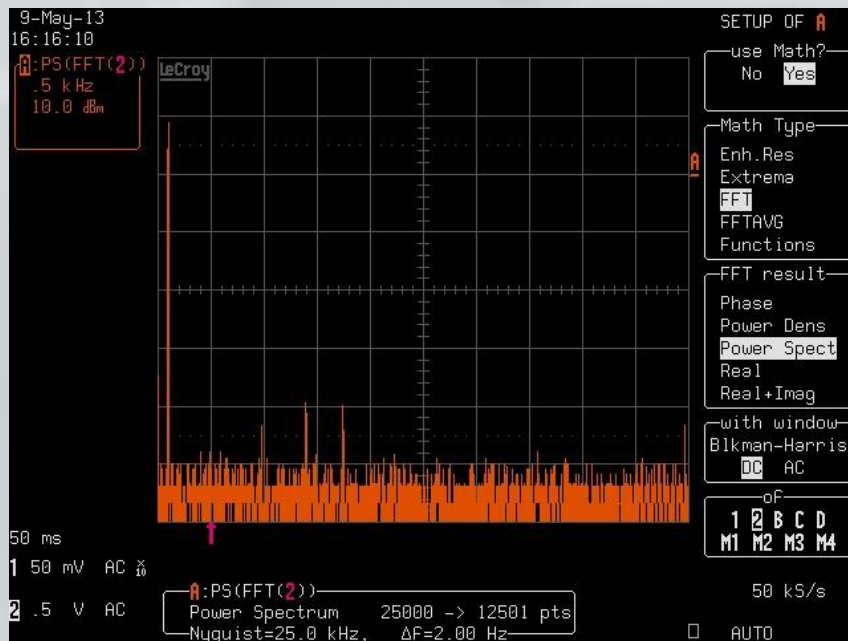 9-May-13
16:16:10
A:PS(FFT(2))
.5 kHz
10.0 dBm
LeCroy
A
SETUP OF A
use Math?
No Yes
Math Type
Enh.Res
Extrema
FFT
FFTAVG
Functions
FFT result
Phase
Power Dens
Power Spect
Real
Real+Imag
with window
Blkman-Harris
DC AC
of
1 2 B C D
M1 M2 M3 M4
50 ms
1 50 mV AC X10
2 .5 V AC
A:PS(FFT(2))
Power Spectrum 25000 -> 12501 pts
Nyquist=25.0 kHz, ΔF=2.00 Hz
50 kS/s
AUTO